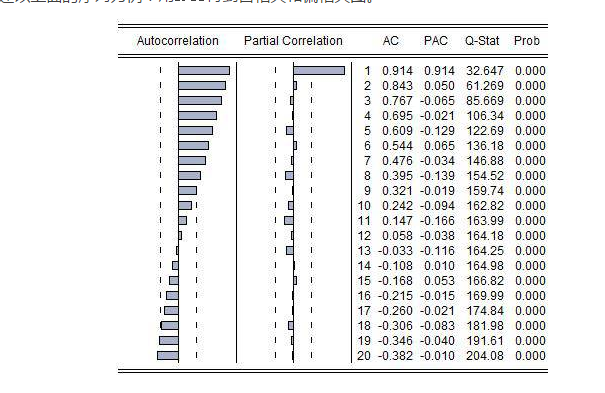 Autocorrelation Partial Correlation AC PAC Q-Stat Prob
1 0.914 0.914 32.647 0.000
2 0.843 0.050 61.269 0.000
3 0.767 -0.065 85.669 0.000
4 0.695 -0.021 106.34 0.000
5 0.609 -0.129 122.69 0.000
6 0.544 0.065 136.18 0.000
7 0.476 -0.034 146.88 0.000
8 0.395 -0.139 154.52 0.000
9 0.321 -0.019 159.74 0.000
10 0.242 -0.094 162.82 0.000
11 0.147 -0.166 163.99 0.000
12 0.058 -0.038 164.18 0.000
13 -0.033 -0.116 164.25 0.000
14 -0.108 0.010 164.98 0.000
15 -0.168 0.053 166.82 0.000
16 -0.215 -0.015 169.99 0.000
17 -0.260 -0.021 174.84 0.000
18 -0.306 -0.083 181.98 0.000
19 -0.346 -0.040 191.61 0.000
20 -0.382 -0.010 204.08 0.000